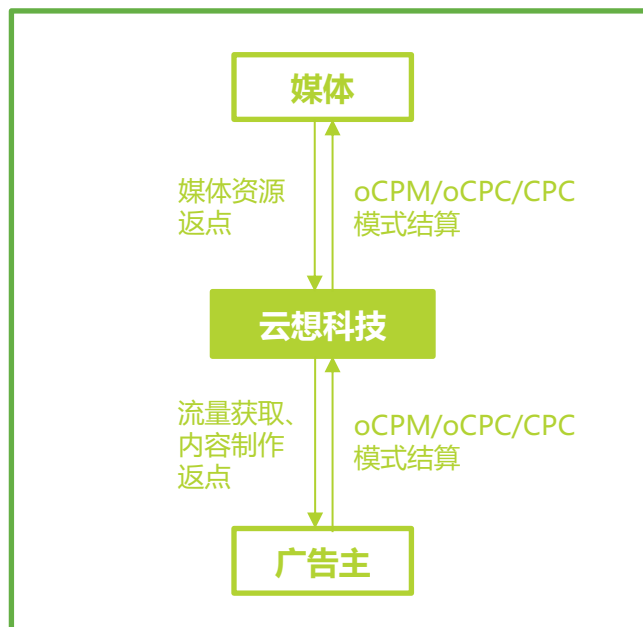 媒体
媒体资源
返点
oCPM/oCPC/CPC
模式结算
云想科技
流量获取、
内容制作
返点
oCPM/oCPC/CPC
模式结算
广告主